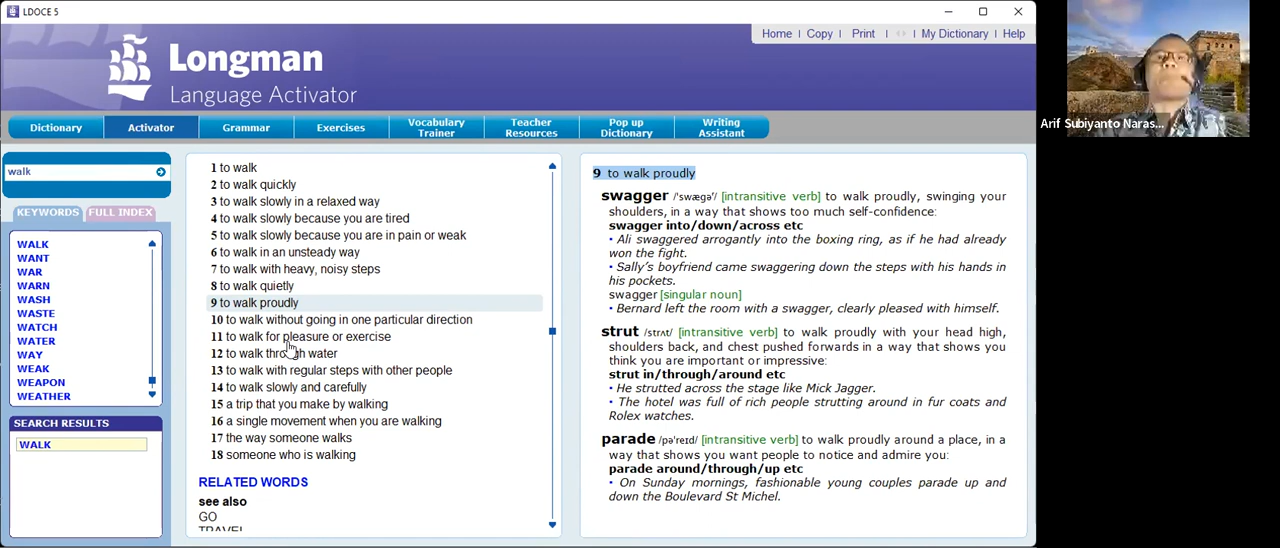 LDOCE 5
Home | Copy | Print | | My Dictionary | Help
Longman
Language Activator
Dictionary
Activator
Grammar
Exercises
Vocabulary
Trainer
Teacher
Resources
Pop up
Dictionary
Writing
Assistant
walk
KEYWORDS
FULL INDEX
WALK
WANT
WAR
WARN
WASH
WASTE
WATCH
WATER
WAY
WEAK
WEAPON
WEATHER
SEARCH RESULTS
WALK
1 to walk
2 to walk quickly
3 to walk slowly in a relaxed way
4 to walk slowly because you are tired
5 to walk slowly because you are in pain or weak
6 to walk in an unsteady way
7 to walk with heavy, noisy steps
8 to walk quietly
9 to walk proudly
10 to walk without going in one particular direction
11 to walk for pleasure or exercise
12 to walk through water
13 to walk with regular steps with other people
14 to walk slowly and carefully
15 a trip that you make by walking
16 a single movement when you are walking
17 the way someone walks
18 someone who is walking
RELATED WORDS
see also
GO
TRAVEL
9 to walk proudly
swagger /ˈswæɡəʳ/ [intransitive verb] to walk proudly, swinging your
shoulders, in a way that shows too much self-confidence:
swagger into/down/across etc
• Ali swaggered arrogantly into the boxing ring, as if he had already
won the fight.
• Sally's boyfriend came swaggering down the steps with his hands in
his pockets.
swagger [singular noun]
• Bernard left the room with a swagger, clearly pleased with himself.
strut /strʌt/ [intransitive verb] to walk proudly with your head high,
shoulders back, and chest pushed forwards in a way that shows you
think you are important or impressive:
strut in/through/around etc
• He strutted across the stage like Mick Jagger.
• The hotel was full of rich people strutting around in fur coats and
Rolex watches.
parade /pəˈreɪd/ [intransitive verb] to walk proudly around a place, in a
way that shows you want people to notice and admire you:
parade around/through/up etc
• On Sunday mornings, fashionable young couples parade up and
down the Boulevard St Michel.
Arif Subiyanto Naras...